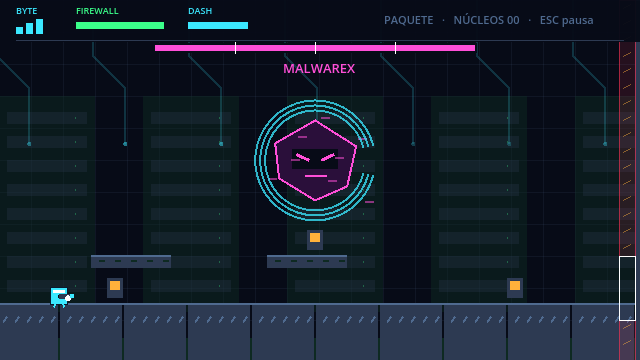 BYTE FIREWALL DASH
PAQUETE · NÚCLEOS 00 · ESC pausa
MALWAREX